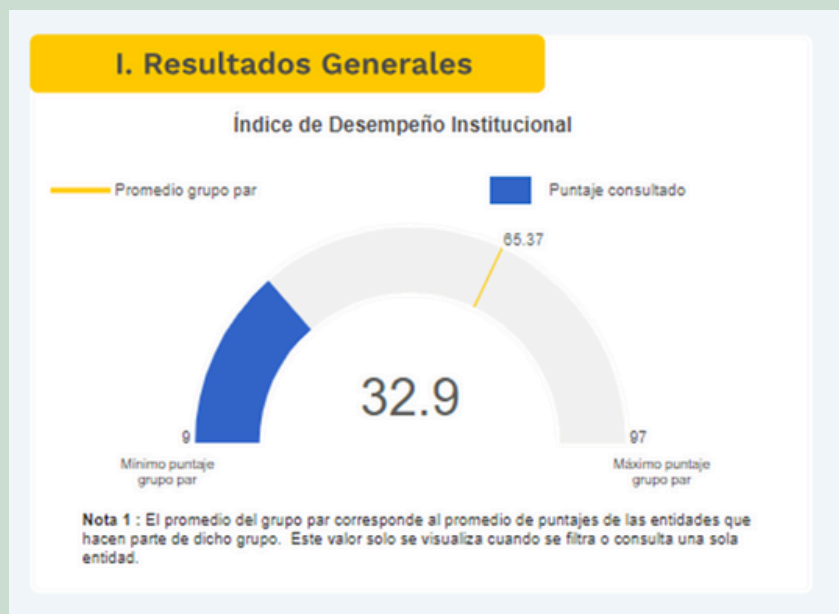 I. Resultados Generales
Índice de Desempeño Institucional
Promedio grupo par
Puntaje consultado
65.37
32.9
9
97
Mínimo puntaje
grupo par
Máximo puntaje
grupo par
Nota 1 : El promedio del grupo par corresponde al promedio de puntajes de las entidades que
hacen parte de dicho grupo. Este valor solo se visualiza cuando se filtra o consulta una sola
entidad.